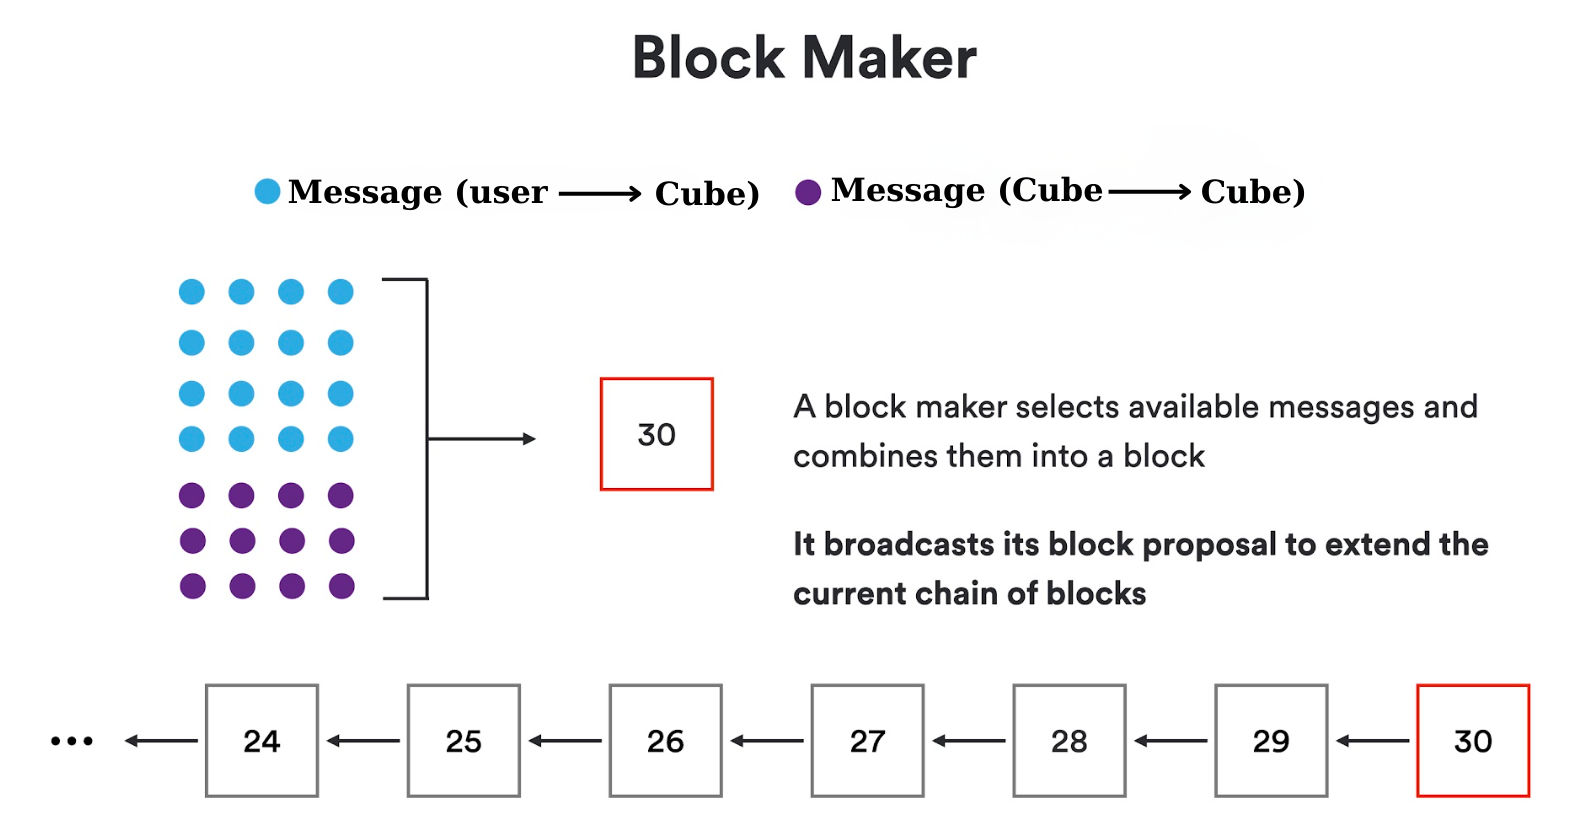 Block Maker
Message (user → Cube) Message (Cube → Cube)
30
A block maker selects available messages and
combines them into a block
It broadcasts its block proposal to extend the
current chain of blocks
... 24 25 26 27 28 29 30